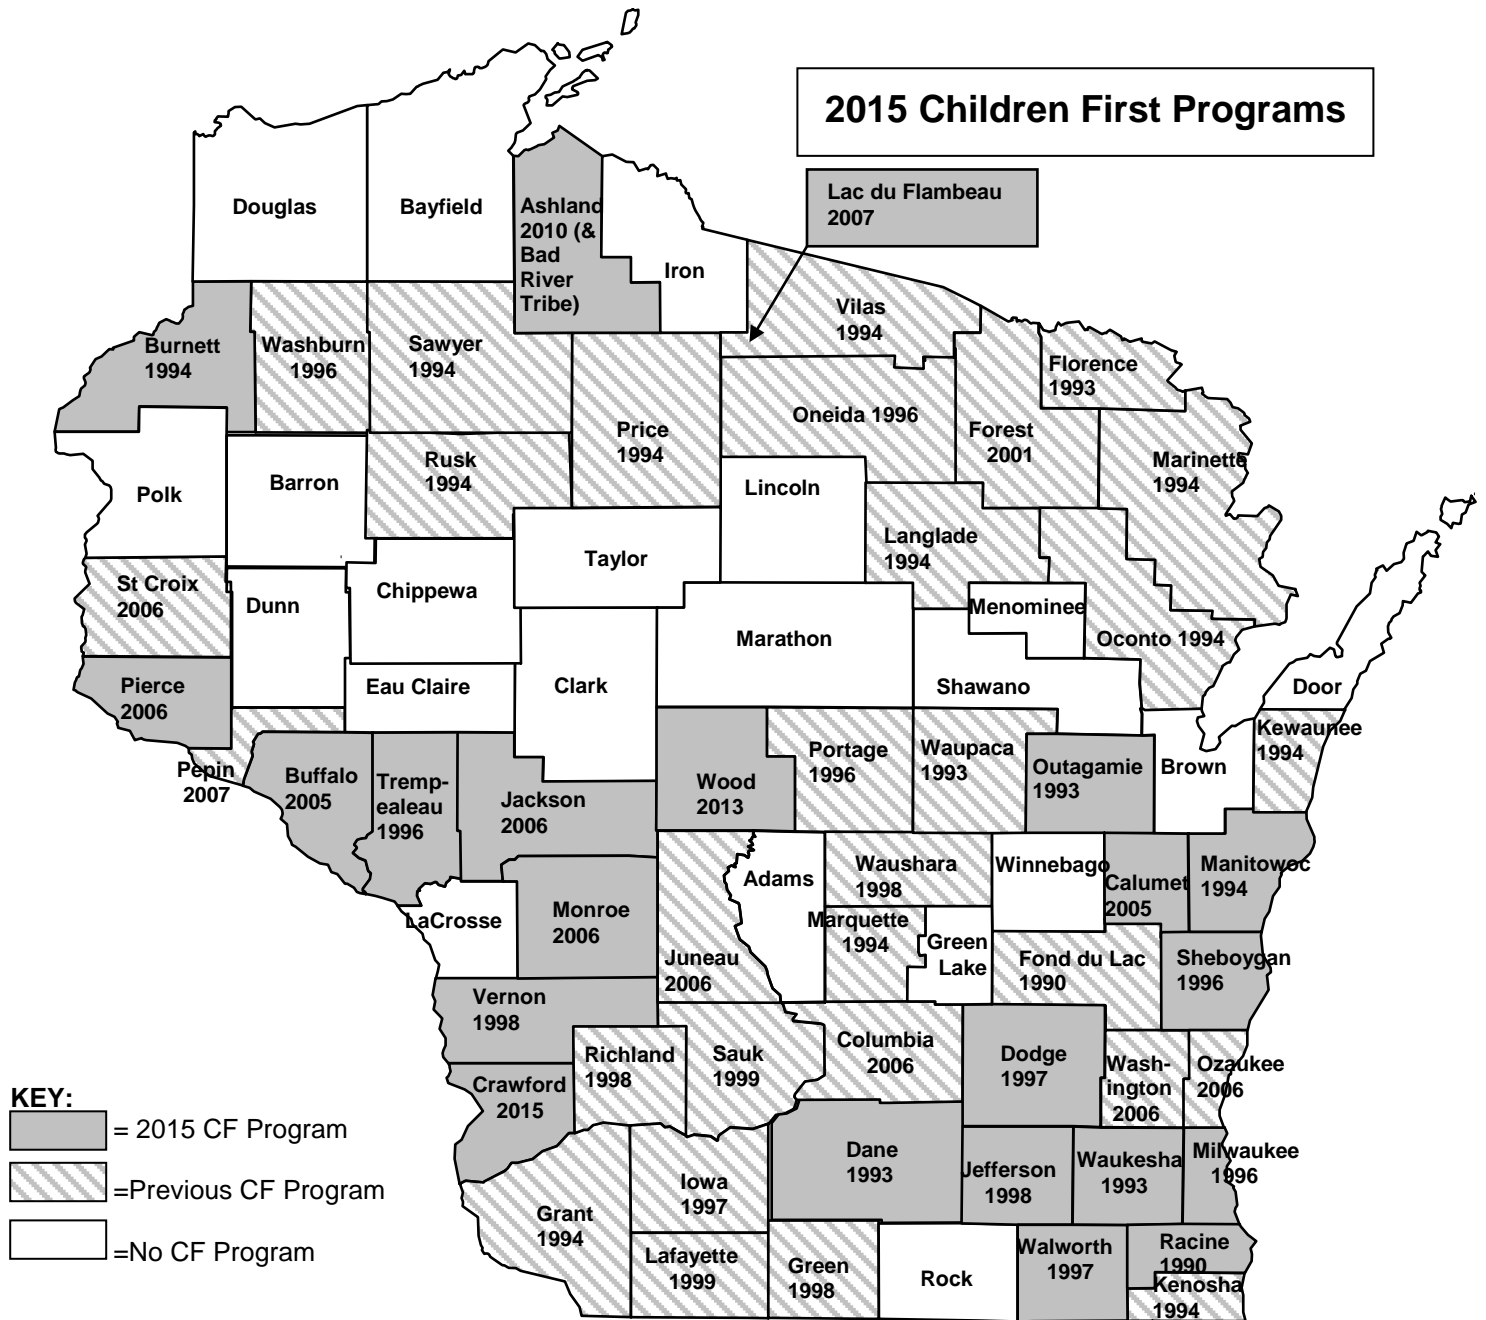 2015 Children First Programs
Lac du Flambeau
2007
Douglas
Bayfield
Ashland
2010 (&
Bad
River
Tribe)
Iron
Vilas
1994
Burnett
1994
Washburn
1996
Sawyer
1994
Florence
1993
Price
1994
Oneida 1996
Forest
2001
Marinette
1994
Polk
Barron
Rusk
1994
Lincoln
Taylor
Langlade
1994
St Croix
2006
Dunn
Chippewa
Menominee
Marathon
Oconto 1994
Pierce
2006
Eau Claire
Clark
Shawano
Door
Kewaunee
1994
Pepin
2007
Buffalo
2005
Tremp-
ealeau
1996
Jackson
2006
Wood
2013
Portage
1996
Waupaca
1993
Outagamie
1993
Brown
LaCrosse
Monroe
2006
Juneau
2006
Adams
Waushara
1998
Winnebago
Calumet
2005
Manitowoc
1994
Marquette
1994
Green
Lake
Fond du Lac
1990
Sheboygan
1996
Vernon
1998
Richland
1998
Sauk
1999
Columbia
2006
Dodge
1997
Wash-
ington
2006
Ozaukee
2006
Crawford
2015
Dane
1993
Jefferson
1998
Waukesha
1993
Milwaukee
1996
Grant
1994
Iowa
1997
Lafayette
1999
Green
1998
Rock
Walworth
1997
Racine
1990
Kenosha
1994
KEY:
= 2015 CF Program
=Previous CF Program
=No CF Program